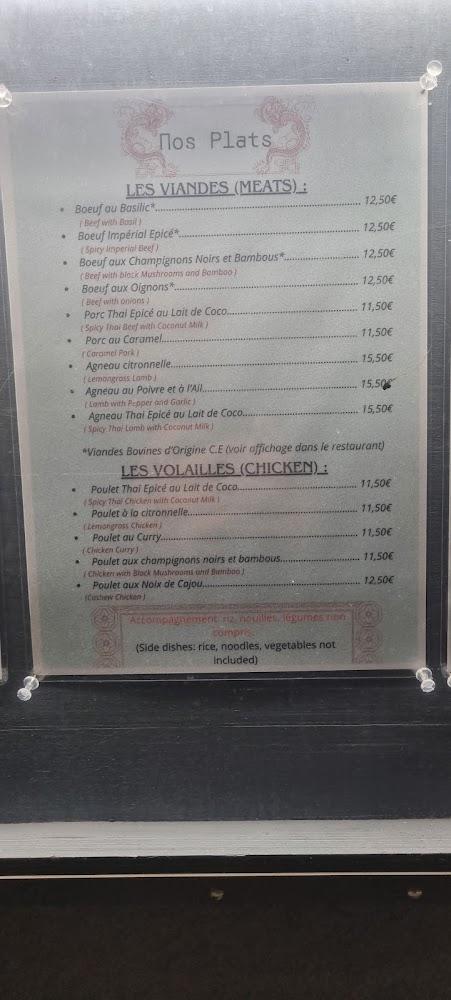 Nos Plats
LES VIANDES (MEATS) :
• Boeuf au Basilic*........ 12,50€
( Beef with Basil )
• Boeuf Impérial Epicé*........ 12,50€
( Spicy Imperial Beef )
• Boeuf aux Champignons Noirs et Bambous*........ 12,50€
( Beef with black Mushrooms and Bamboo )
• Boeuf aux Oignons*........ 12,50€
( Beef with onions )
• Porc Thai Epicé au Lait de Coco........ 11,50€
( Spicy Thai Beef with Coconut Milk )
• Porc au Caramel........ 11,50€
( Caramel Pork )
• Agneau citronnelle........ 15,50€
( Lemongrass Lamb )
• Agneau au Poivre et à l'Ail........ 15,50€
( Lamb with Pepper and Garlic )
• Agneau Thai Epicé au Lait de Coco........ 15,50€
( Spicy Thai Lamb with Coconut Milk )
*Viandes Bovines d'Origine C.E (voir affichage dans le restaurant)
LES VOLAILLES (CHICKEN) :
• Poulet Thai Epicé au Lait de Coco........ 11,50€
( Spicy Thai Chicken with Coconut Milk )
• Poulet à la citronnelle........ 11,50€
(Lemongrass Chicken )
• Poulet au Curry........ 11,50€
( Chicken Curry )
• Poulet aux champignons noirs et bambous........ 11,50€
( Chicken with Black Mushrooms and Bamboo )
• Poulet aux Noix de Cajou........ 12,50€
(Cashew Chicken )
Accompagnement: riz, nouilles, légumes non
compris.
(Side dishes: rice, noodles, vegetables not
included)